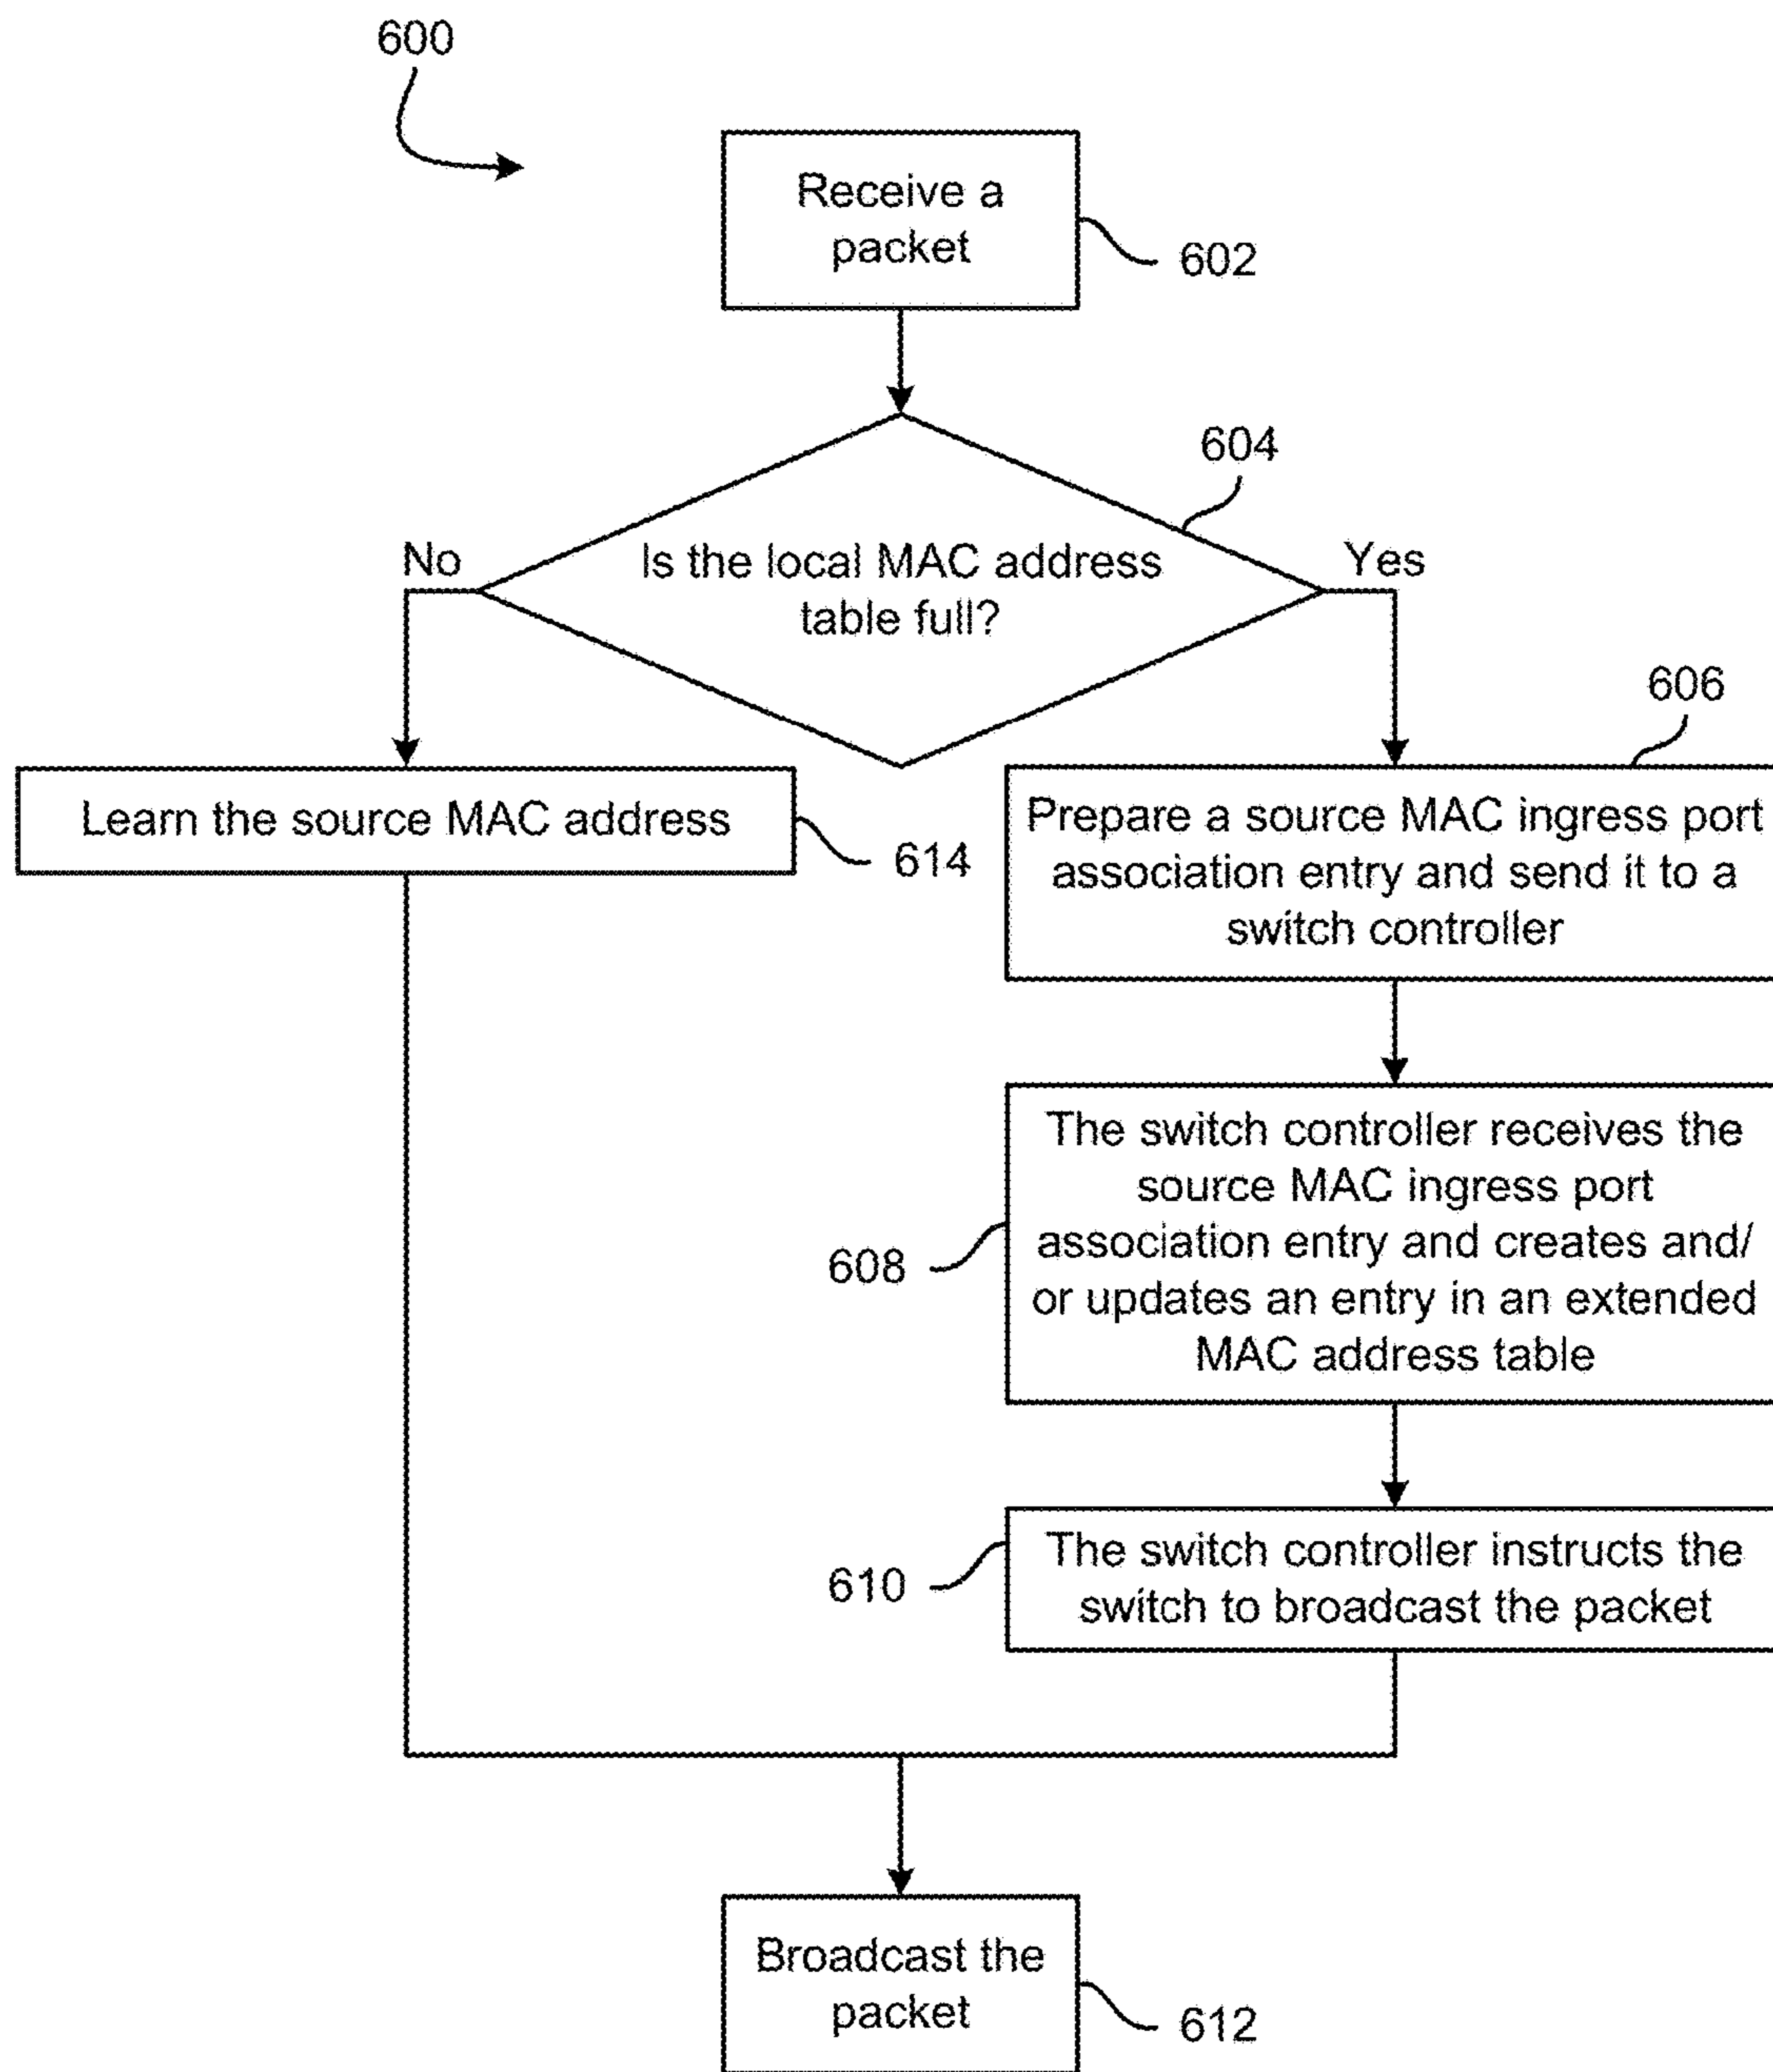 600
Receive a
packet
602
604
No
Is the local MAC address
table full?
Yes
606
Learn the source MAC address
614
Prepare a source MAC ingress port
association entry and send it to a
switch controller
The switch controller receives the
source MAC ingress port
association entry and creates and/
or updates an entry in an extended
MAC address table
608
The switch controller instructs the
switch to broadcast the packet
610
Broadcast the
packet
612